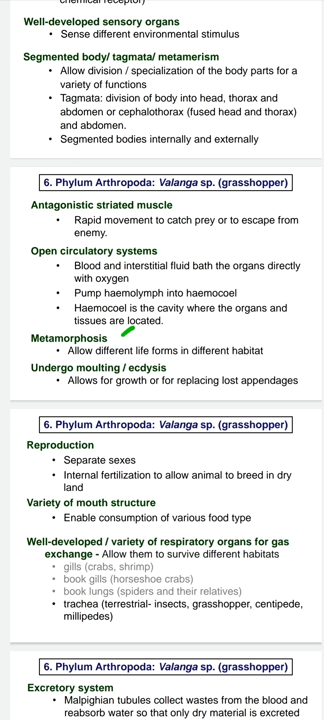 chemical receptor)
Well-developed sensory organs
• Sense different environmental stimulus
Segmented body/ tagmata/ metamerism
• Allow division / specialization of the body parts for a
variety of functions
• Tagmata: division of body into head, thorax and
abdomen or cephalothorax (fused head and thorax)
and abdomen.
• Segmented bodies internally and externally
6. Phylum Arthropoda: Valanga sp. (grasshopper)
Antagonistic striated muscle
• Rapid movement to catch prey or to escape from
enemy.
Open circulatory systems
• Blood and interstitial fluid bath the organs directly
with oxygen
• Pump haemolymph into haemocoel
• Haemocoel is the cavity where the organs and
tissues are located.
Metamorphosis
• Allow different life forms in different habitat
Undergo moulting / ecdysis
• Allows for growth or for replacing lost appendages
6. Phylum Arthropoda: Valanga sp. (grasshopper)
Reproduction
• Separate sexes
• Internal fertilization to allow animal to breed in dry
land
Variety of mouth structure
• Enable consumption of various food type
Well-developed / variety of respiratory organs for gas
exchange - Allow them to survive different habitats
• gills (crabs, shrimp)
• book gills (horseshoe crabs)
• book lungs (spiders and their relatives)
• trachea (terrestrial- insects, grasshopper, centipede,
millipedes)
6. Phylum Arthropoda: Valanga sp. (grasshopper)
Excretory system
• Malpighian tubules collect wastes from the blood and
reabsorb water so that only dry material is excreted